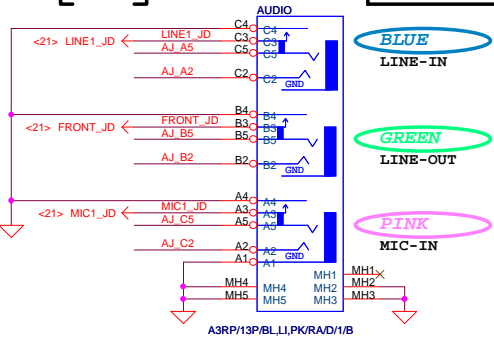 AUDIO
C4 C4
<21> LINE1_JD LINE1_JD C3 C3
AJ_A5 C5 C5
AJ_A2 C2 C2
GND
BLUE
LINE-IN
B4 B4
<21> FRONT_JD FRONT_JD B3 B3
AJ_B5 B5 B5
AJ_B2 B2 B2
GND
GREEN
LINE-OUT
A4 A4
<21> MIC1_JD MIC1_JD A3 A3
AJ_C5 A5 A5
AJ_C2 A2 A2
A1 A1
GND
PINK
MIC-IN
MH1 MH1
MH4 MH4 MH2 MH2
MH5 MH5 MH3 MH3
A3RP/13P/BL,LI,PK/RA/D/1/B